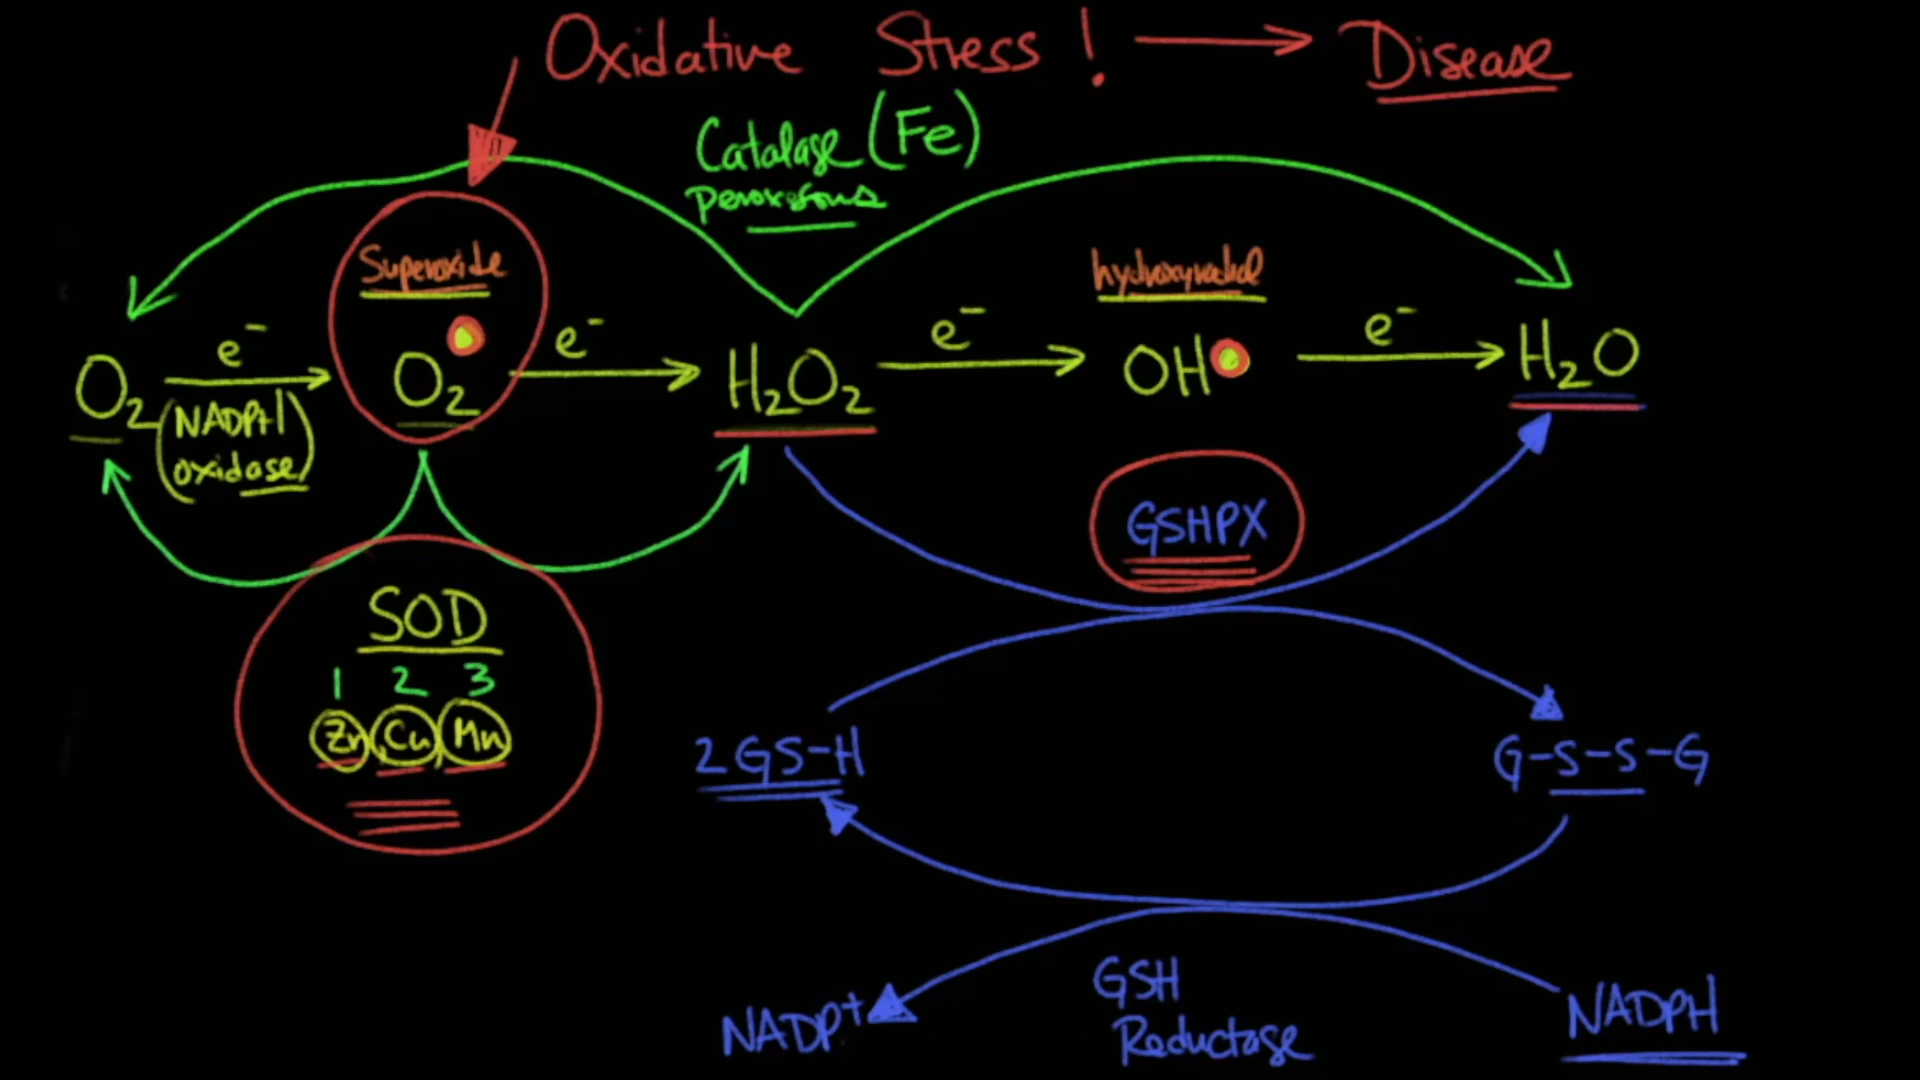 Oxidative Stress! → Disease
Catalase (Fe)
Superoxide
hydroxyradical
O₂ e⁻ → O₂• e⁻ → H₂O₂ e⁻ → OH• e⁻ → H₂O
(NADPH
oxidase)
GSHPX
SOD
1 2 3
Zn Cu Mn
2GS-H
G-S-S-G
NADP+
GSH
Reductase
NADPH